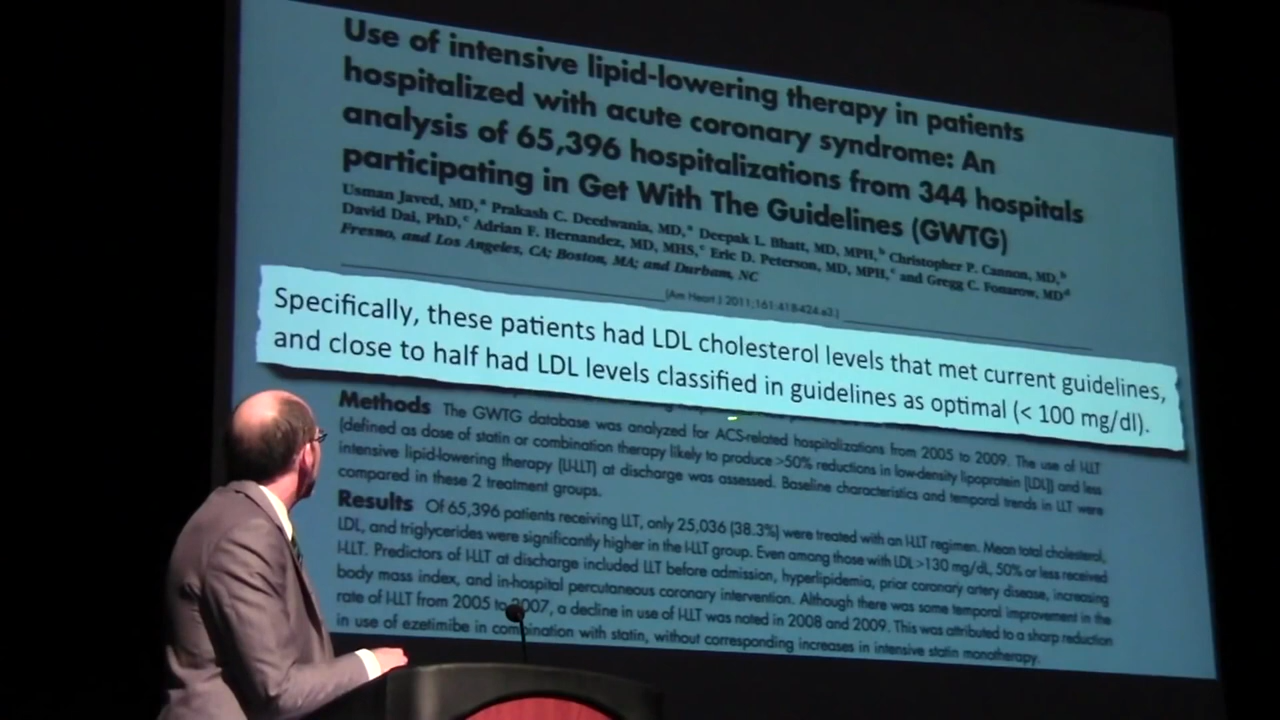 Use of intensive lipid-lowering therapy in patients
hospitalized with acute coronary syndrome: An
analysis of 65,396 hospitalizations from 344 hospitals
participating in Get With The Guidelines (GWTG)
Usman Javed, MD,ᵃ Prakash C. Deedwania, MD,ᵃ Deepak L. Bhatt, MD, MPH,ᵇ Christopher P. Cannon, MD,ᵇ
David Dai, PhD,ᶜ Adrian F. Hernandez, MD, MHS,ᶜ Eric D. Peterson, MD, MPH,ᶜ and Gregg C. Fonarow, MDᵈ
Fresno, and Los Angeles, CA; Boston, MA; and Durham, NC
(Am Heart J 2011;161:418-424.e3.)
Specifically, these patients had LDL cholesterol levels that met current guidelines,
and close to half had LDL levels classified in guidelines as optimal (< 100 mg/dl).
Methods The GWTG database was analyzed for ACS-related hospitalizations from 2005 to 2009. The use of I-LLT
(defined as dose of statin or combination therapy likely to produce >50% reductions in low-density lipoprotein [LDL]) and less
intensive lipid-lowering therapy (LI-LLT) at discharge was assessed. Baseline characteristics and temporal trends in LLT were
compared in these 2 treatment groups.
Results Of 65,396 patients receiving LLT, only 25,036 (38.3%) were treated with an I-LLT regimen. Mean total cholesterol,
LDL, and triglycerides were significantly higher in the I-LLT group. Even among those with LDL >130 mg/dL, 50% or less received
I-LLT. Predictors of I-LLT at discharge included LLT before admission, hyperlipidemia, prior coronary artery disease, increasing
body mass index, and in-hospital percutaneous coronary intervention. Although there was some temporal improvement in the
rate of I-LLT from 2005 to 2007, a decline in use of I-LLT was noted in 2008 and 2009. This was attributed to a sharp reduction
in use of ezetimibe in combination with statin, without corresponding increases in intensive statin monotherapy.